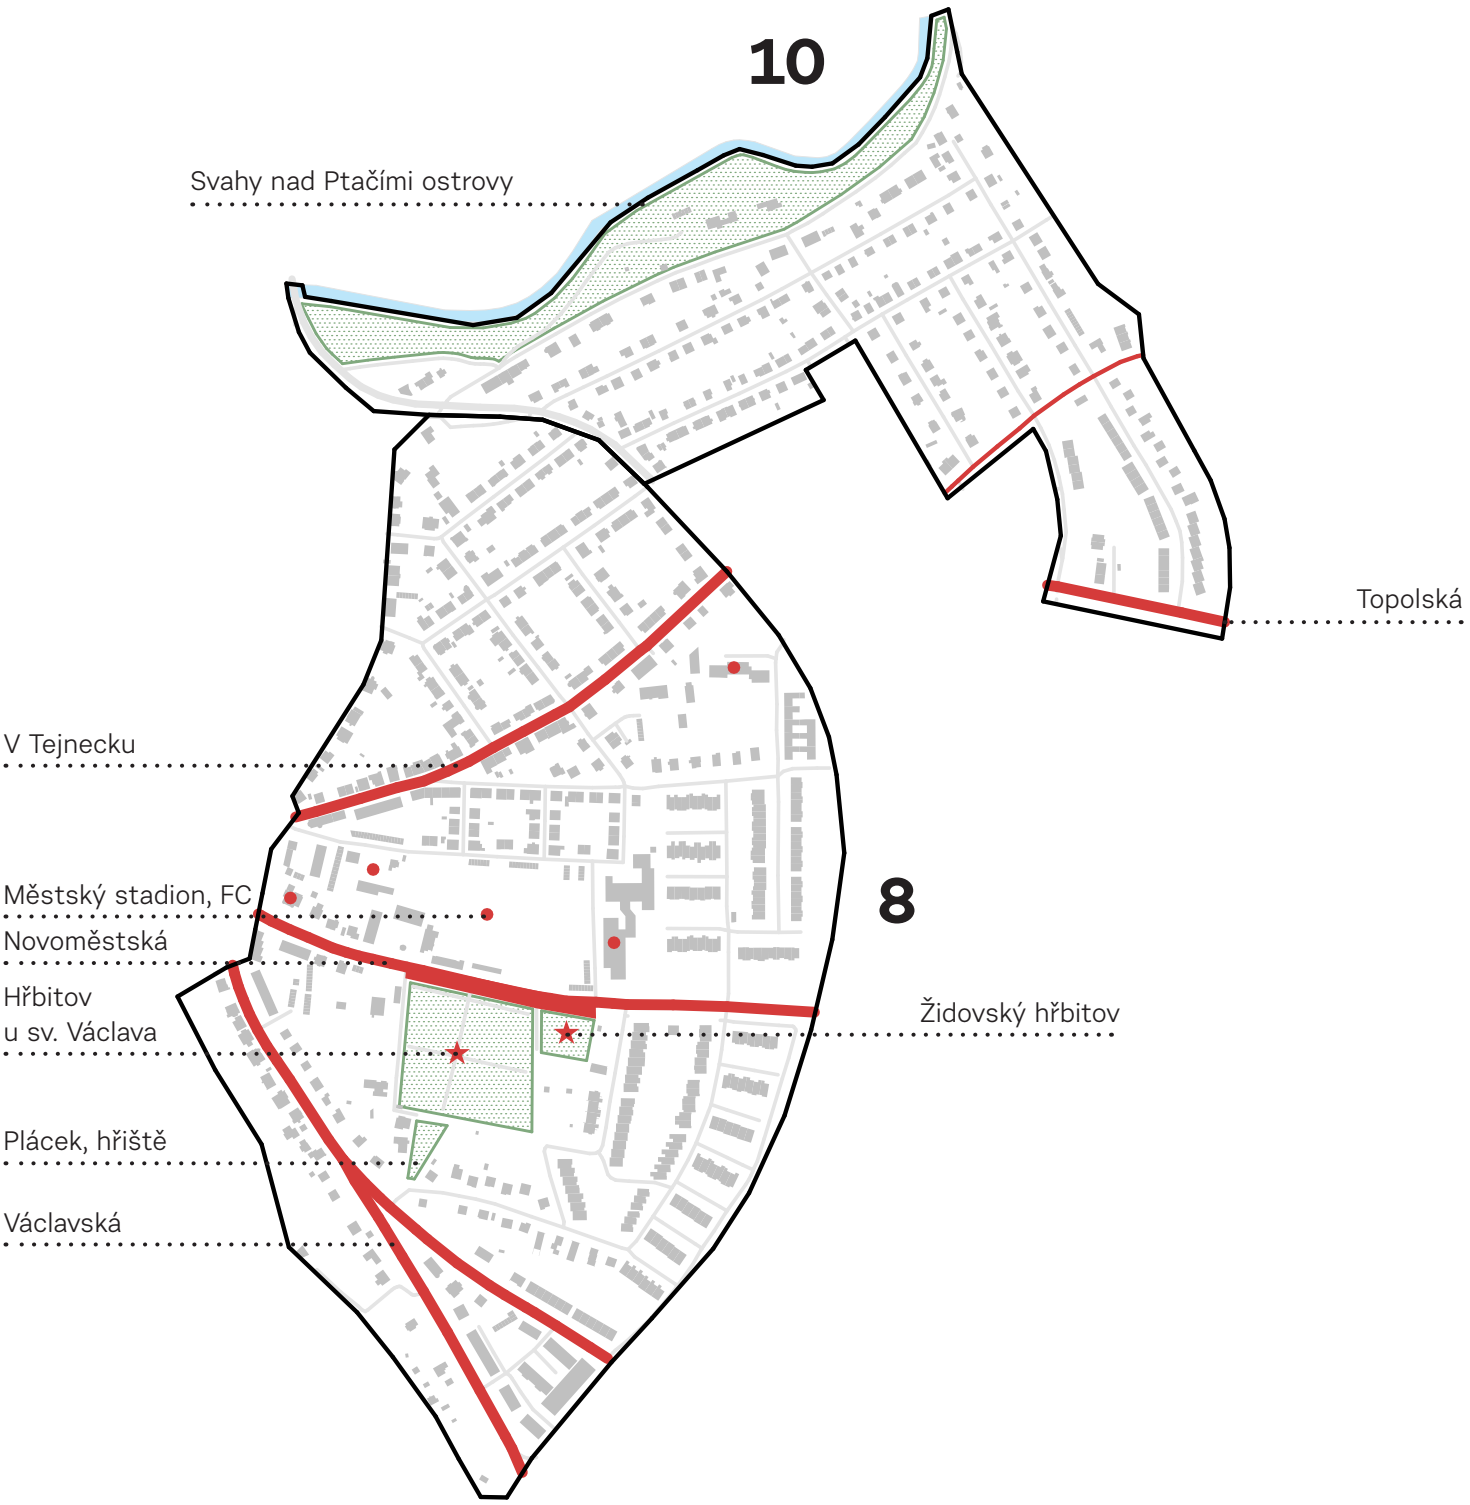 10
Svahy nad Ptačími ostrovy
Topolská
V Tejnecku
Městský stadion, FC
8
Novoměstská
Hřbitov
u sv. Václava
Židovský hřbitov
Plácek, hřiště
Václavská